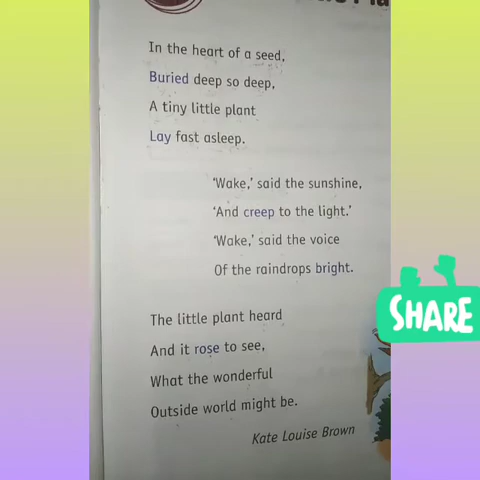 In the heart of a seed,
Buried deep so deep,
A tiny little plant
Lay fast asleep.
'Wake,' said the sunshine,
'And creep to the light.'
'Wake,' said the voice
Of the raindrops bright.
The little plant heard
And it rose to see,
What the wonderful
Outside world might be.
Kate Louise Brown
SHARE